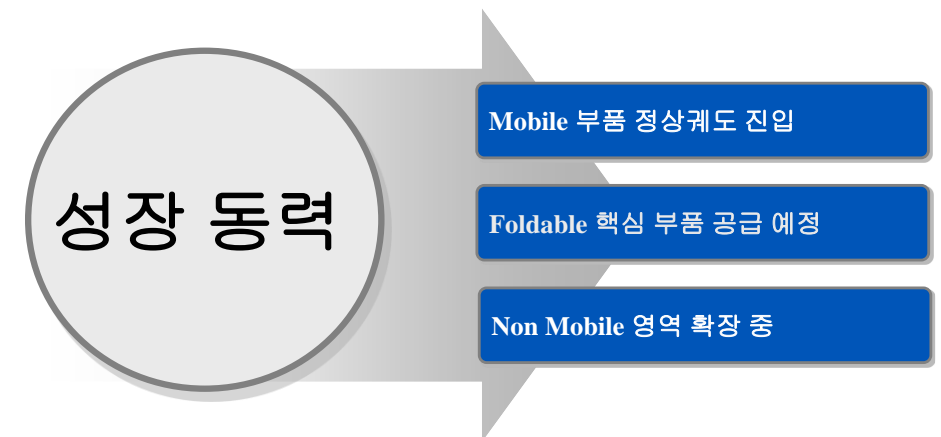 성장 동력
Mobile 부품 정상궤도 진입
Foldable 핵심 부품 공급 예정
Non Mobile 영역 확장 중